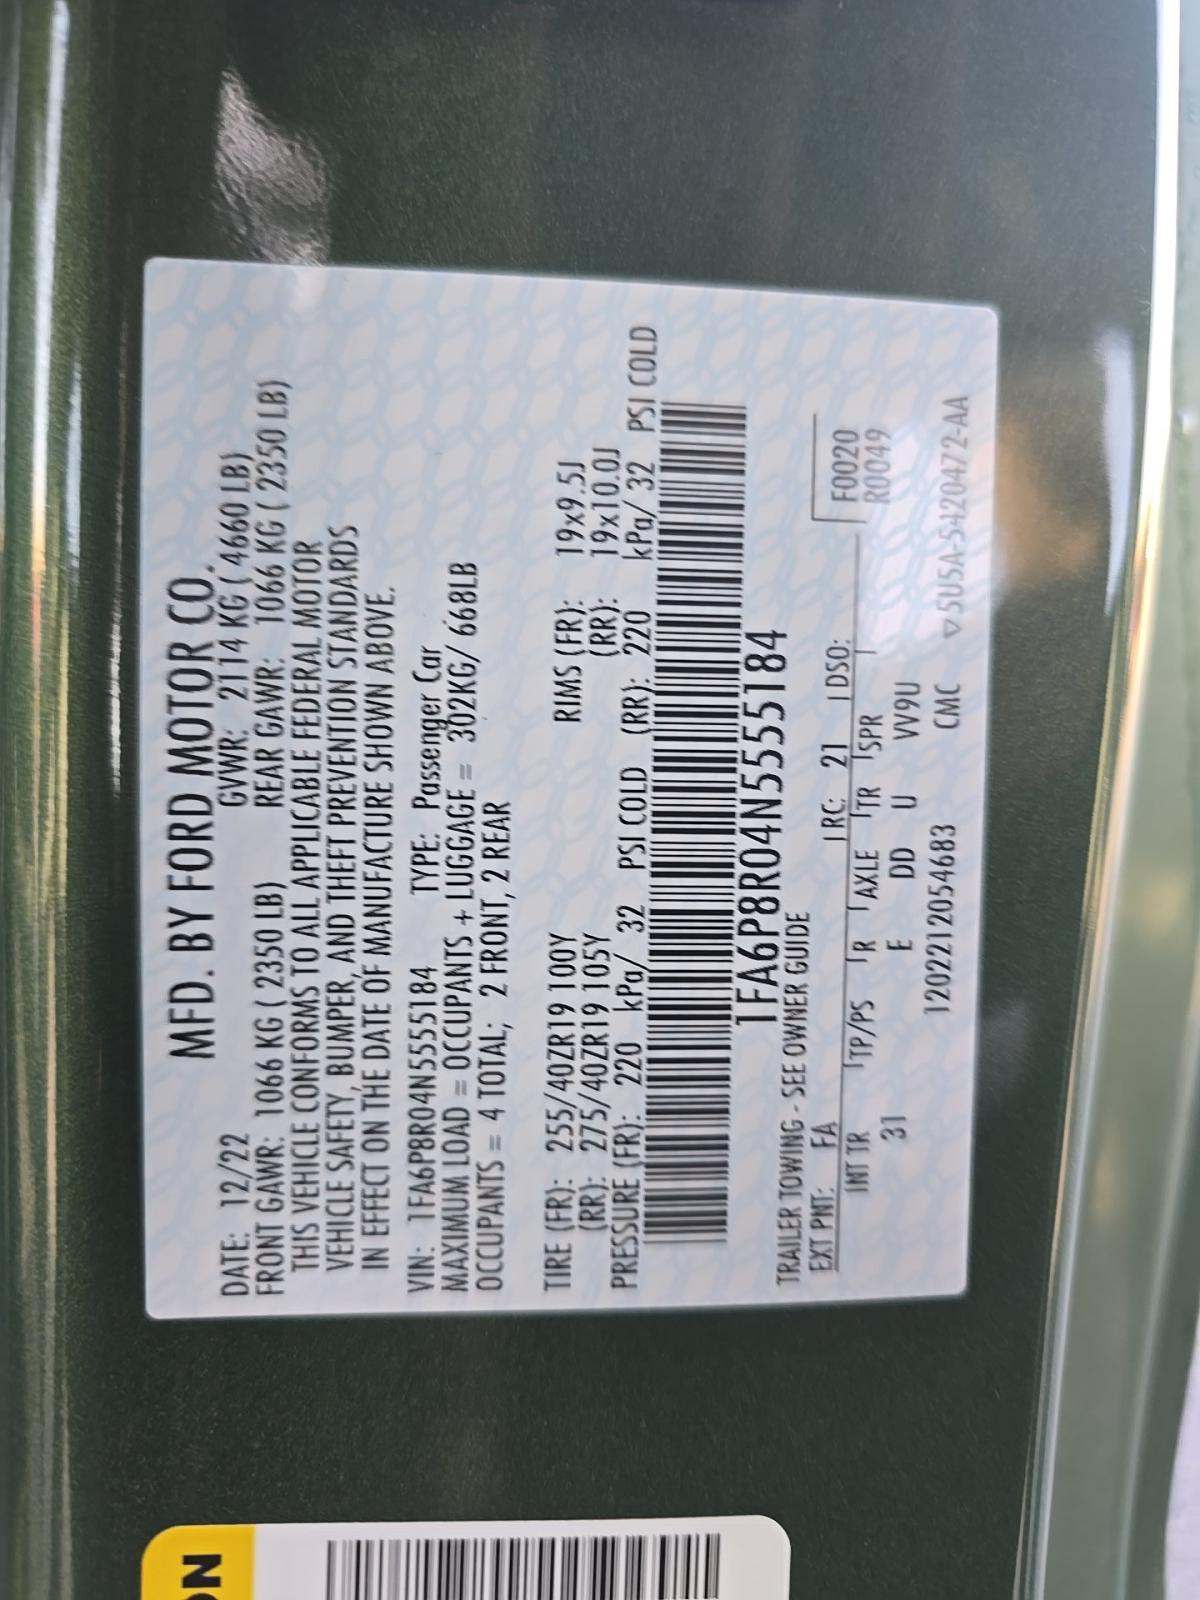 MFD. BY FORD MOTOR CO.
DATE: 12/22 GVWR: 2114 KG ( 4660 LB)
FRONT GAWR: 1066 KG ( 2350 LB) REAR GAWR: 1066 KG ( 2350 LB)
THIS VEHICLE CONFORMS TO ALL APPLICABLE FEDERAL MOTOR
VEHICLE SAFETY, BUMPER, AND THEFT PREVENTION STANDARDS
IN EFFECT ON THE DATE OF MANUFACTURE SHOWN ABOVE.
VIN: 1FA6P8R04N5555184 TYPE: Passenger Car
MAXIMUM LOAD = OCCUPANTS + LUGGAGE = 302KG/ 668LB
OCCUPANTS = 4 TOTAL; 2 FRONT, 2 REAR
TIRE (FR): 255/40ZR19 100Y RIMS (FR): 19x9.5J
(RR): 275/40ZR19 105Y (RR): 19x10.0J
PRESSURE (FR): 220 kPa/ 32 PSI COLD (RR): 220 kPa/ 32 PSI COLD
1FA6P8R04N5555184
TRAILER TOWING - SEE OWNER GUIDE
EXT PNT: FA RC: 21 DSO: F0020
INT TR TP/PS R AXLE TR SPR R0049
31 E DD U VV9U
1202212054683 CMC ▽5U5A-5420472-AA
ON